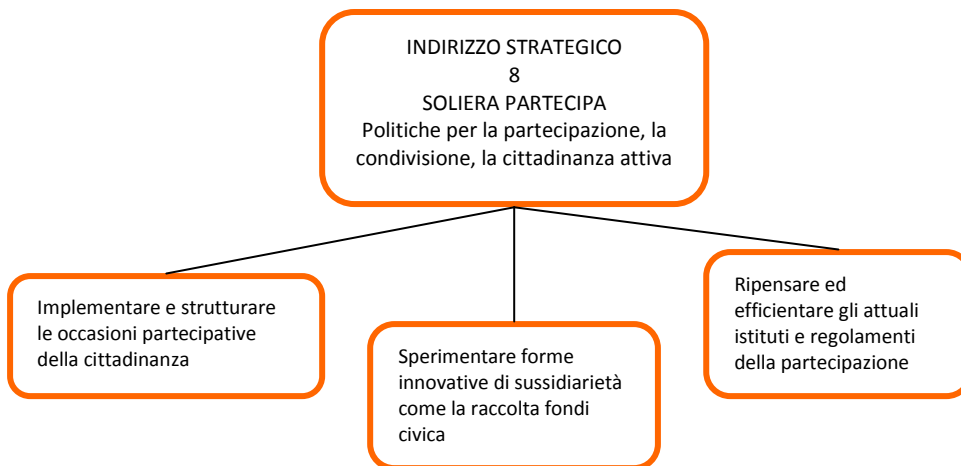 INDIRIZZO STRATEGICO
8
SOLIERA PARTECIPA
Politiche per la partecipazione, la
condivisione, la cittadinanza attiva
Implementare e strutturare
le occasioni partecipative
della cittadinanza
Sperimentare forme
innovative di sussidiarietà
come la raccolta fondi
civica
Ripensare ed
efficientare gli attuali
istituti e regolamenti
della partecipazione